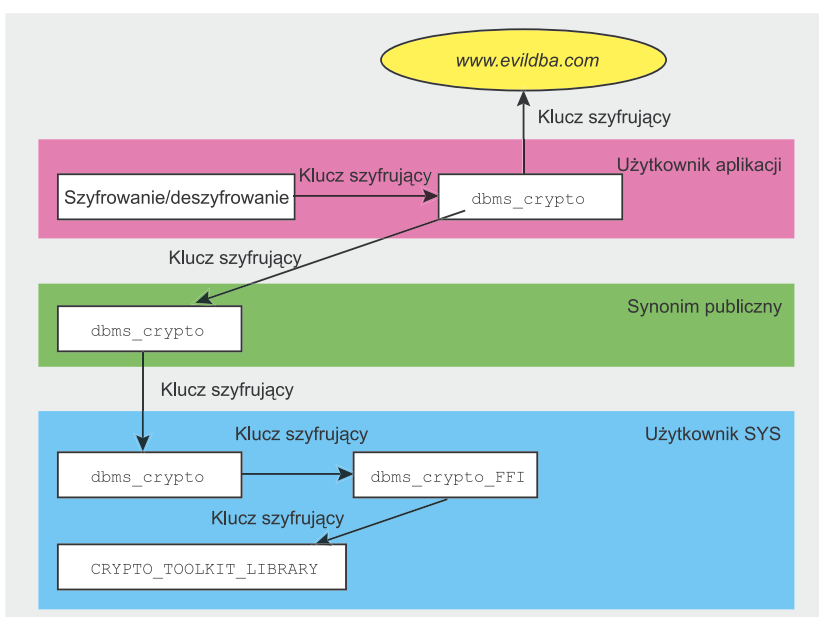 www.evildba.com
Klucz szyfrujący
Użytkownik aplikacji
Klucz szyfrujący
Szyfrowanie/deszyfrowanie
dbms_crypto
Klucz szyfrujący
Synonim publiczny
dbms_crypto
Klucz szyfrujący
Użytkownik SYS
Klucz szyfrujący
dbms_crypto
dbms_crypto_FFI
Klucz szyfrujący
CRYPTO_TOOLKIT_LIBRARY